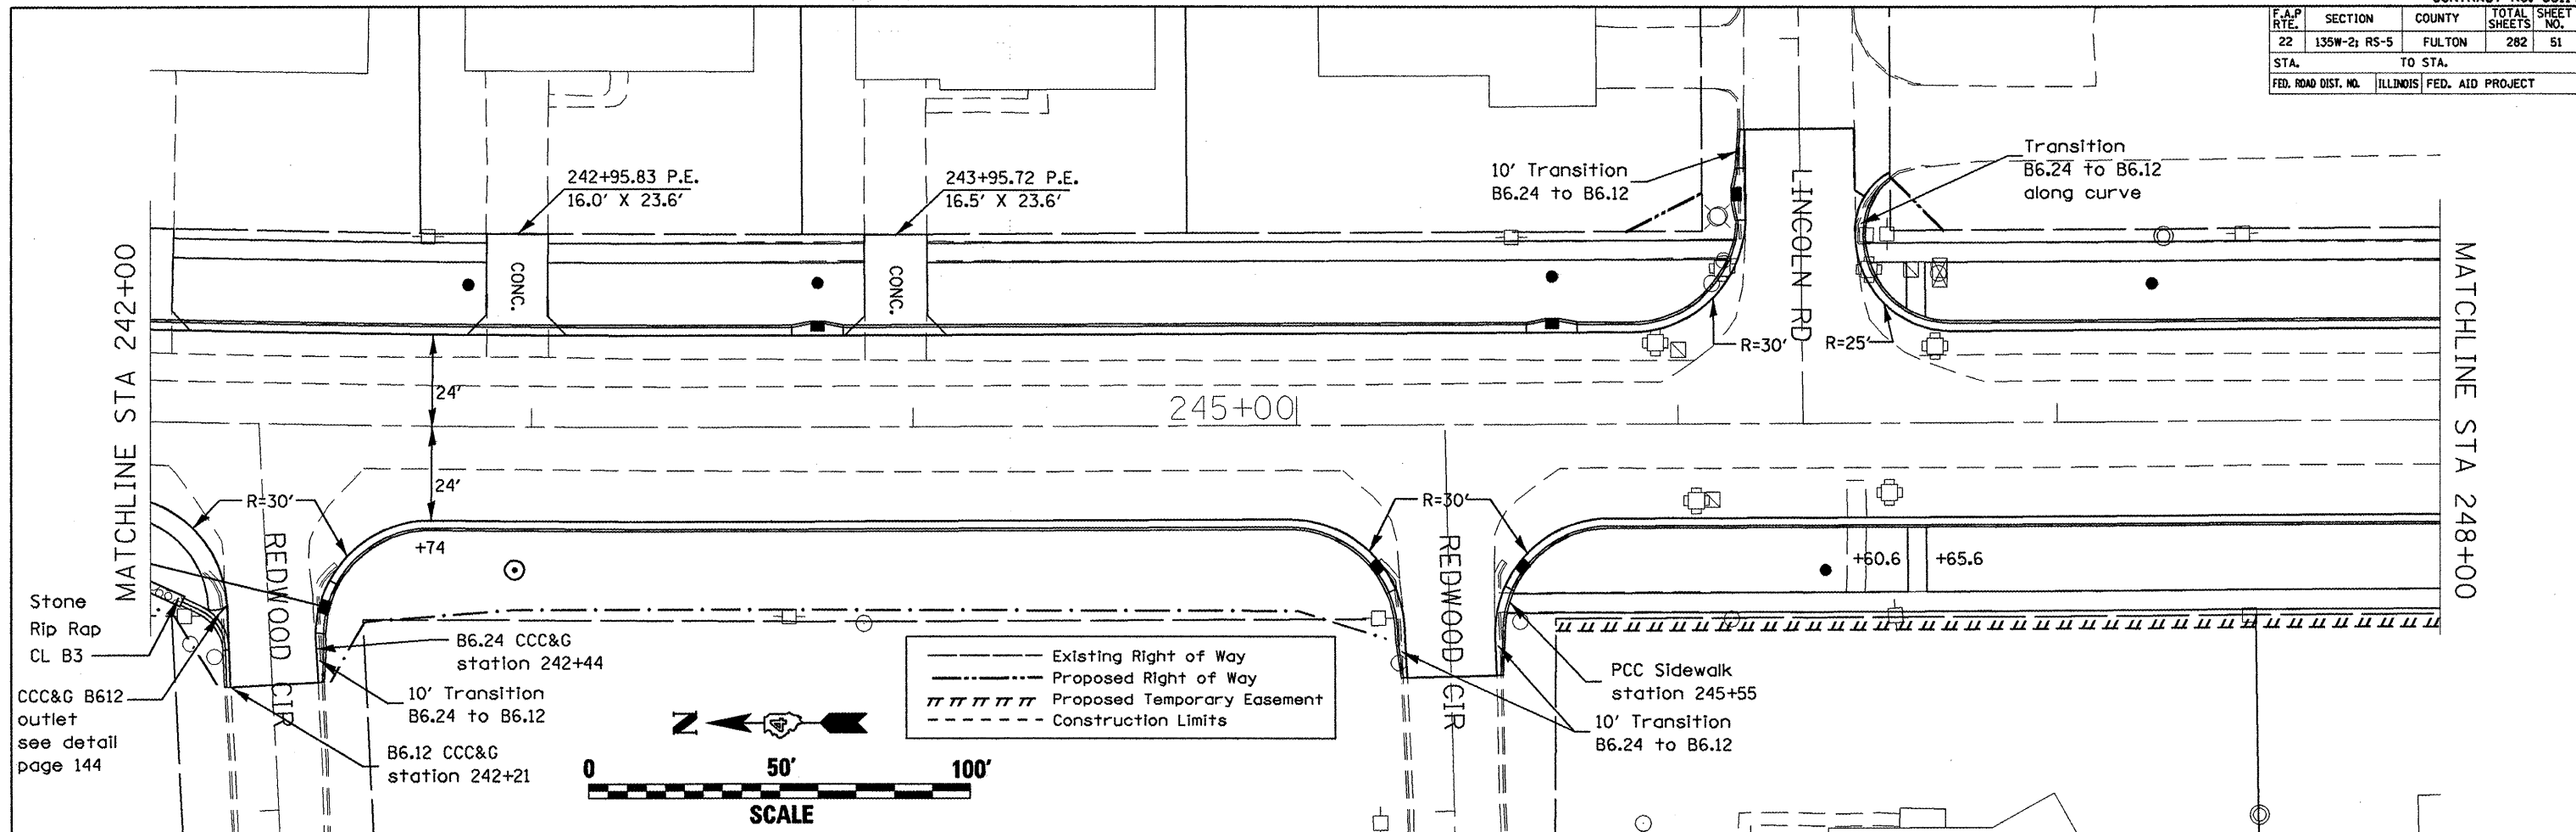 F.A.P RTE.
SECTION
COUNTY
TOTAL SHEETS
SHEET NO.
22
135W-2; RS-5
FULTON
282
51
STA.
TO STA.
FED. ROAD DIST. NO.
ILLINOIS
FED. AID PROJECT
MATCHLINE STA 242+00
242+95.83 P.E.
16.0' X 23.6'
243+95.72 P.E.
16.5' X 23.6'
10' Transition
B6.24 to B6.12
Transition
B6.24 to B6.12
along curve
CONC.
CONC.
LINCOLN RD
R=30'
R=25'
MATCHLINE STA 248+00
24'
245+00
24'
R=30'
R=30'
REDWOOD CIR
REDWOOD CIR
+74
+60.6
+65.6
Stone
Rip Rap
CL B3
CCC&G B612
outlet
see detail
page 144
B6.24 CCC&G
station 242+44
10' Transition
B6.24 to B6.12
B6.12 CCC&G
station 242+21
Existing Right of Way
Proposed Right of Way
Proposed Temporary Easement
Construction Limits
PCC Sidewalk
station 245+55
10' Transition
B6.24 to B6.12
N
0 50' 100'
SCALE